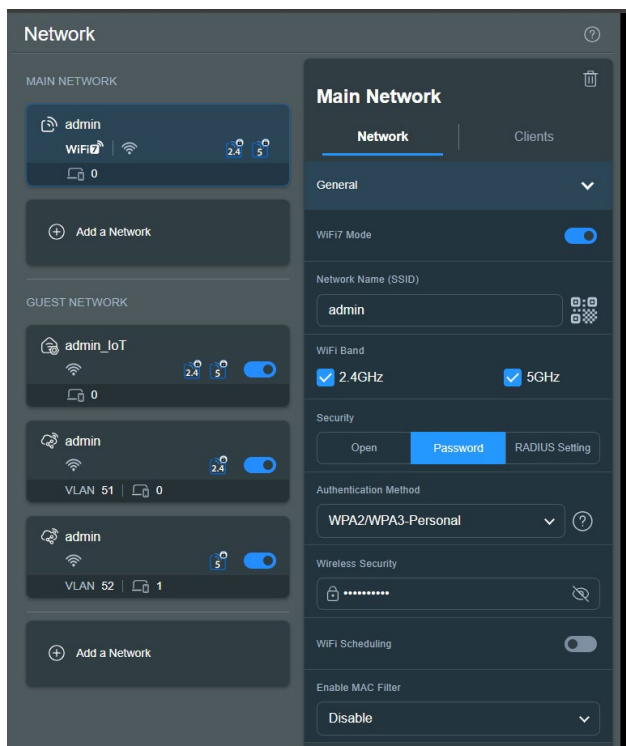 Network
MAIN NETWORK
admin
WiFi 7
2.4 5
0
Add a Network
GUEST NETWORK
admin_IoT
2.4 5
0
admin
2.4
VLAN 51 | 0
admin
5
VLAN 52 | 1
Add a Network
Main Network
Network Clients
General
WiFi7 Mode
Network Name (SSID)
admin
WiFi Band
2.4GHz 5GHz
Security
Open Password RADIUS Setting
Authentication Method
WPA2/WPA3-Personal
Wireless Security
••••••••••
WiFi Scheduling
Enable MAC Filter
Disable